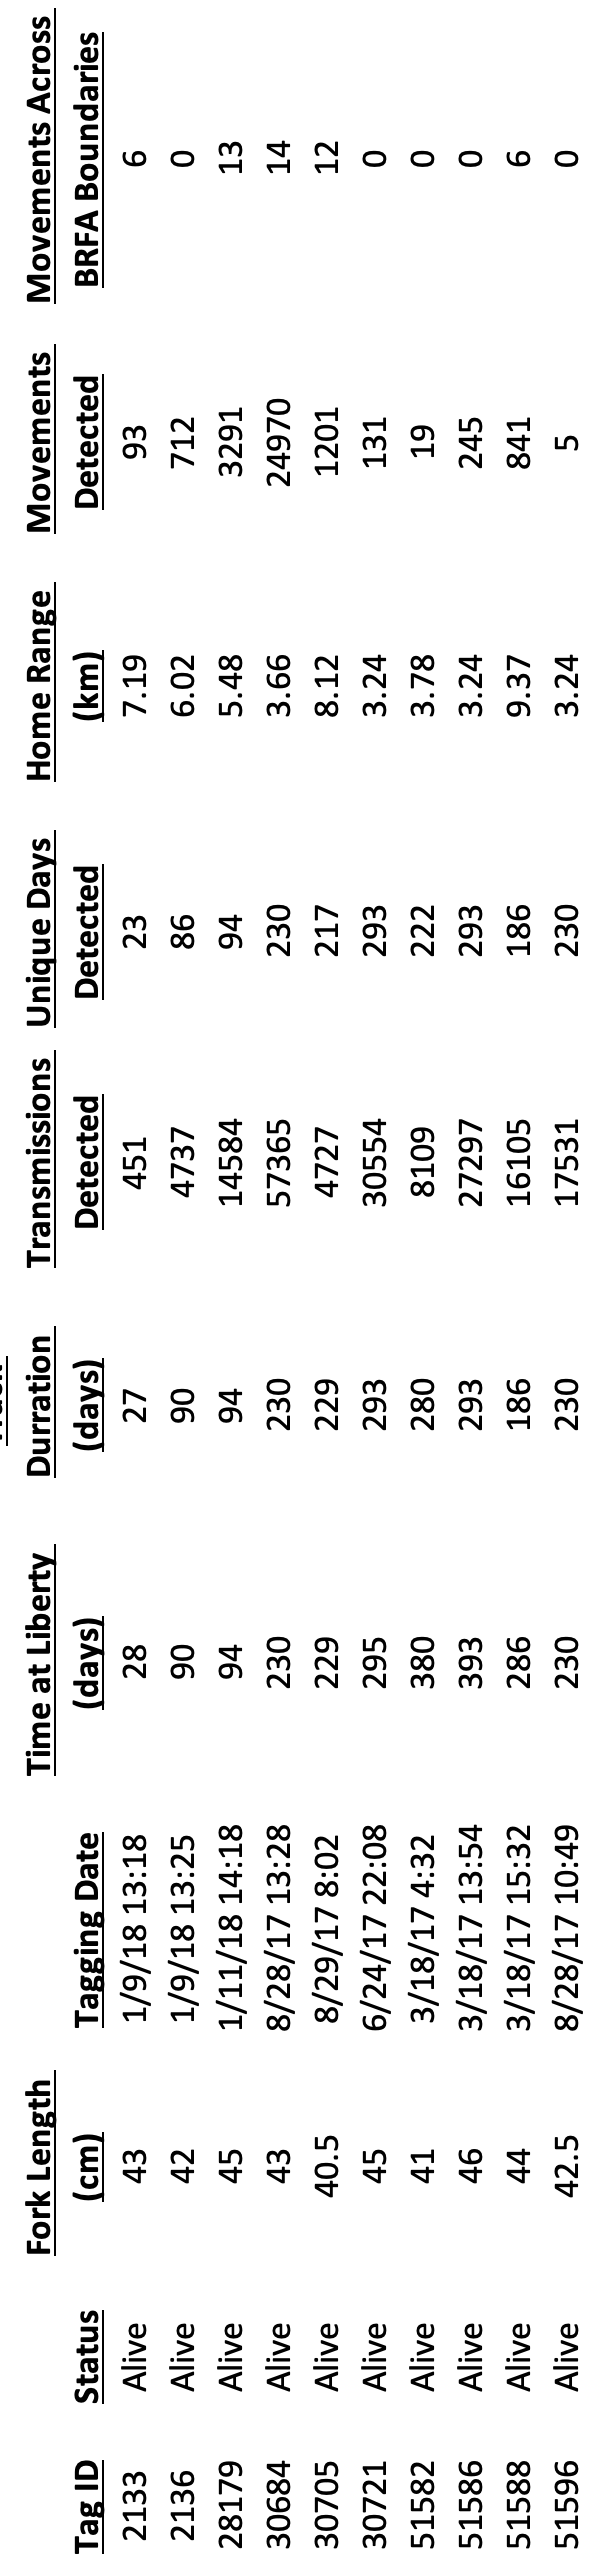 Fork Length Time at Liberty Durration Transmissions Unique Days Home Range Movements Movements Across
Tag ID Status (cm) Tagging Date (days) (days) Detected Detected (km) Detected BRFA Boundaries
2133 Alive 43 1/9/18 13:18 28 27 451 23 7.19 93 6
2136 Alive 42 1/9/18 13:25 90 90 4737 86 6.02 712 0
28179 Alive 45 1/11/18 14:18 94 94 14584 94 5.48 3291 13
30684 Alive 43 8/28/17 13:28 230 230 57365 230 3.66 24970 14
30705 Alive 40.5 8/29/17 8:02 229 229 4727 217 8.12 1201 12
30721 Alive 45 6/24/17 22:08 295 293 30554 293 3.24 131 0
51582 Alive 41 3/18/17 4:32 380 280 8109 222 3.78 19 0
51586 Alive 46 3/18/17 13:54 393 293 27297 293 3.24 245 0
51588 Alive 44 3/18/17 15:32 286 186 16105 186 9.37 841 6
51596 Alive 42.5 8/28/17 10:49 230 230 17531 230 3.24 5 0